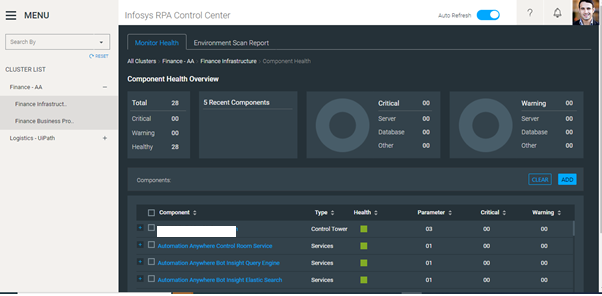 MENU
Infosys RPA Control Center
Auto Refresh
?
Search By
RESET
CLUSTER LIST
Finance - AA
Finance Infrastruct..
Finance Business Pro..
Logistics - UiPath
Monitor Health
Environment Scan Report
All Clusters > Finance - AA > Finance Infrastructure > Component Health
Component Health Overview
Total 28
Critical 00
Warning 00
Healthy 28
5 Recent Components
Critical 00
Server 00
Database 00
Other 00
Warning 00
Server 00
Database 00
Other 00
Components:
CLEAR
ADD
Component Type Health Parameter Critical Warning
Control Tower 03 00 00
Automation Anywhere Control Room Service Services 01 00 00
Automation Anywhere Bot Insight Query Engine Services 01 00 00
Automation Anywhere Bot Insight Elastic Search Services 01 00 00